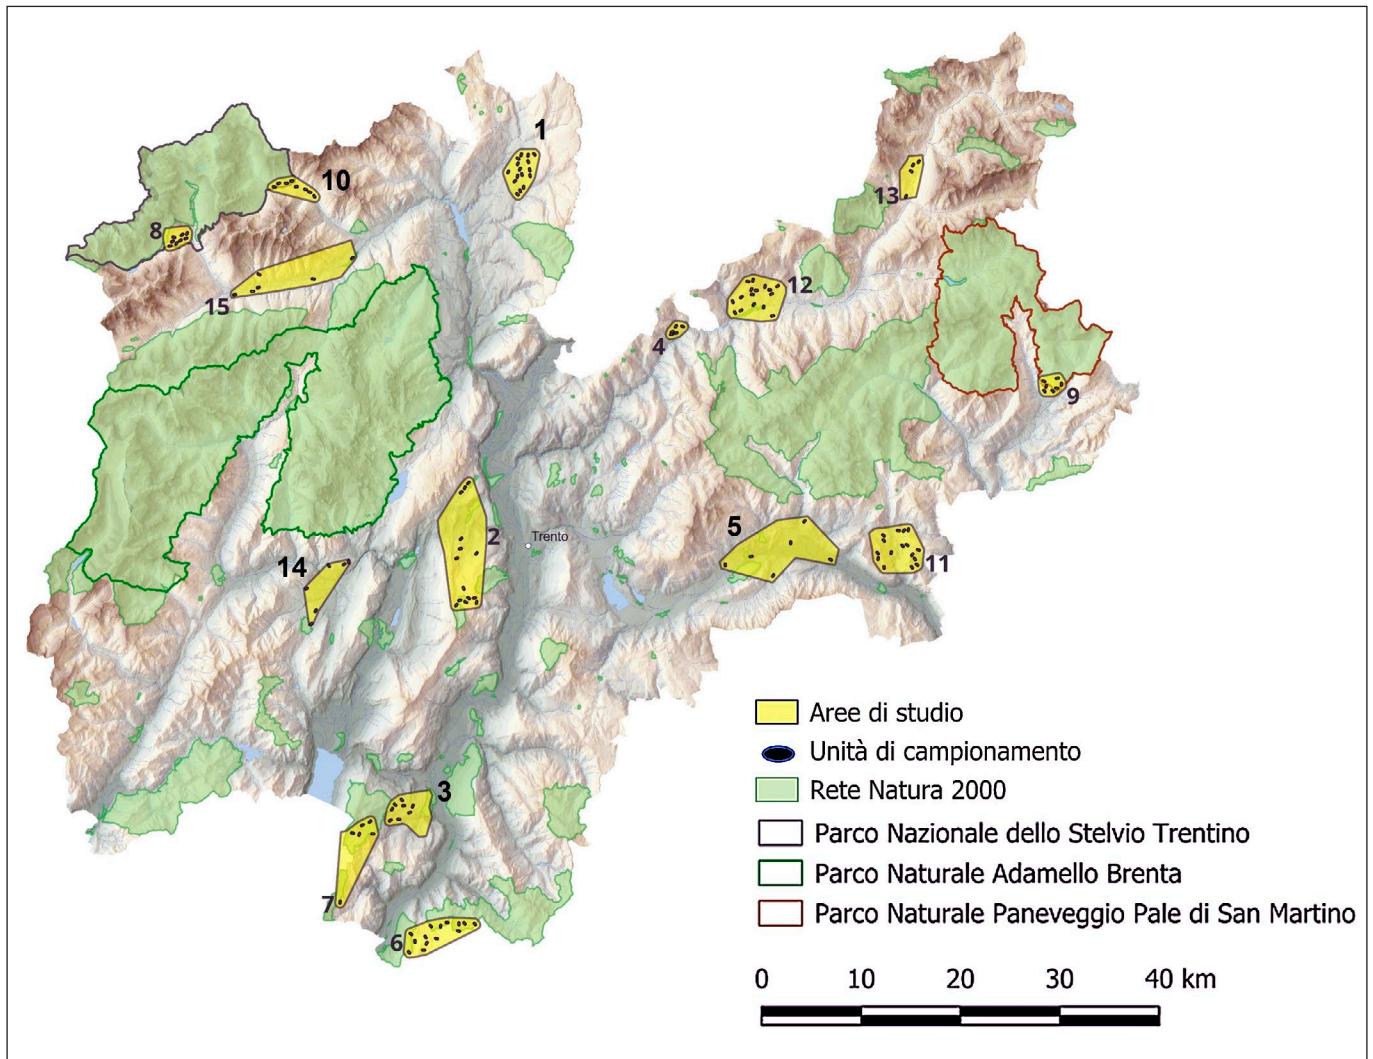 1
10
13
8
12
15
4
9
5
2
Trento
11
14
Aree di studio
Unità di campionamento
Rete Natura 2000
3
Parco Nazionale dello Stelvio Trentino
Parco Naturale Adamello Brenta
7
Parco Naturale Paneveggio Pale di San Martino
6
0 10 20 30 40 km